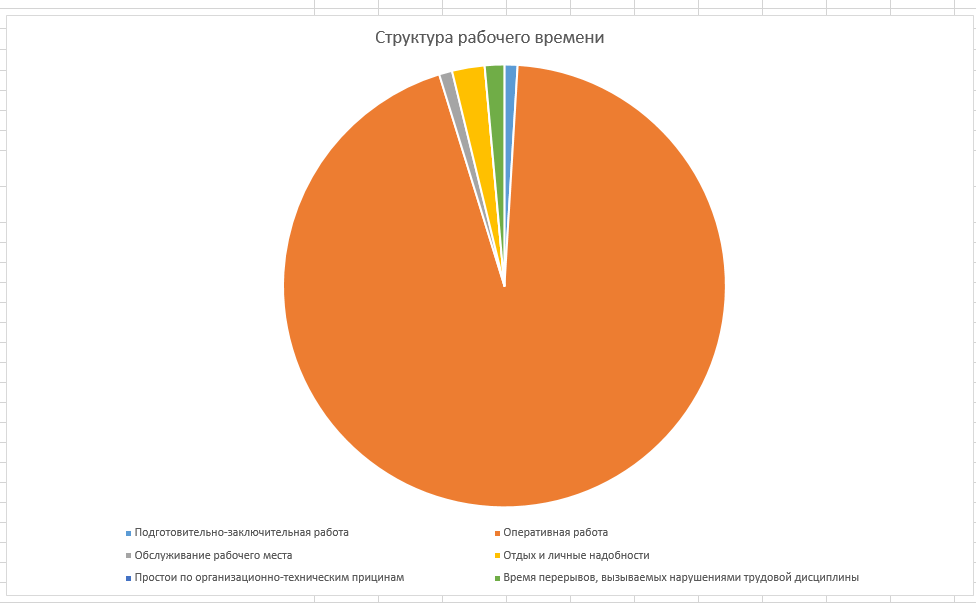 Структура рабочего времени
Подготовительно-заключительная работа
Оперативная работа
Обслуживание рабочего места
Отдых и личные надобности
Простои по организационно-техническим прицинам
Время перерывов, вызываемых нарушениями трудовой дисциплины